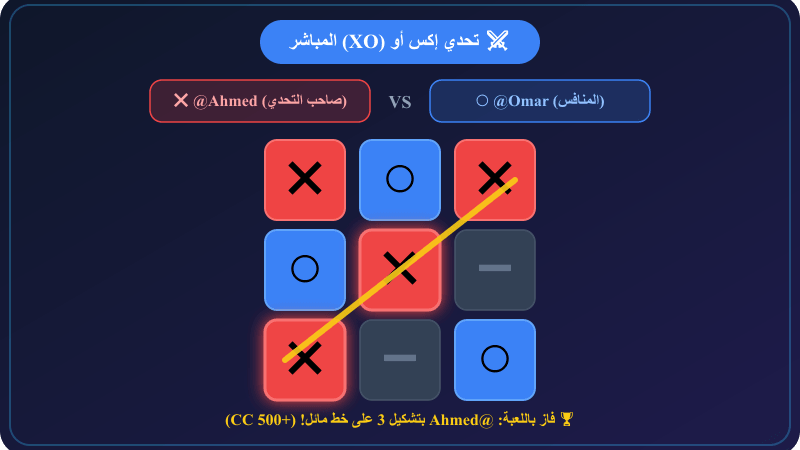 ⚔ تحدي إكس أو (XO) المباشر
❌ @Ahmed (صاحب التحدي)
VS
⭕ @Omar (المنافس)
❌ ⭕ ❌
⭕ ❌ ➖
❌ ➖ ⭕
🏆 فاز باللعبة: @Ahmed بتشكيل 3 على خط مائل! (+500 CC)